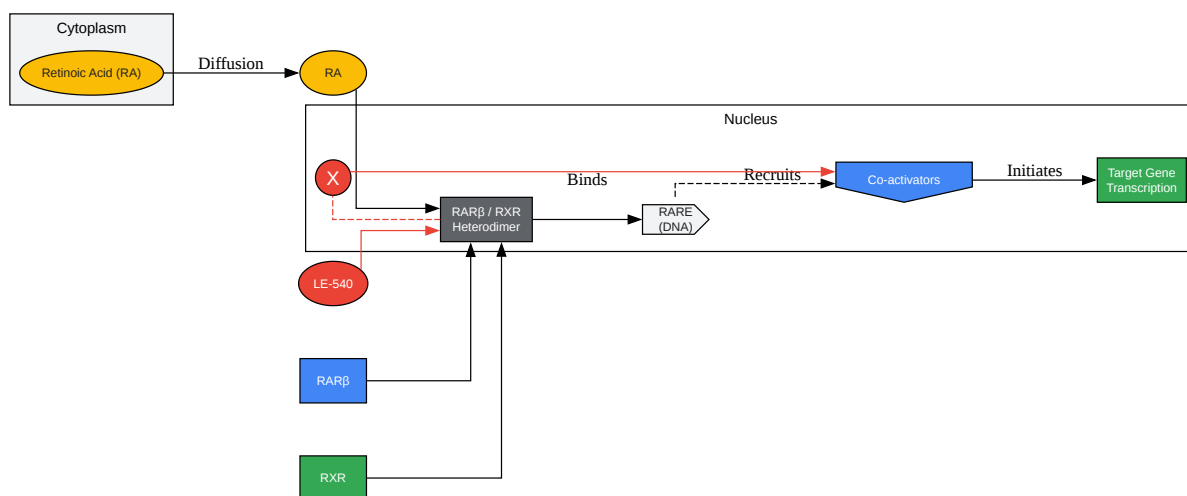 Cytoplasm
Retinoic Acid (RA)
Diffusion
RA
Nucleus
X
Binds
Recruits
Co-activators
Initiates
Target Gene
Transcription
RARβ / RXR
Heterodimer
RARE
(DNA)
LE-540
RARβ
RXR